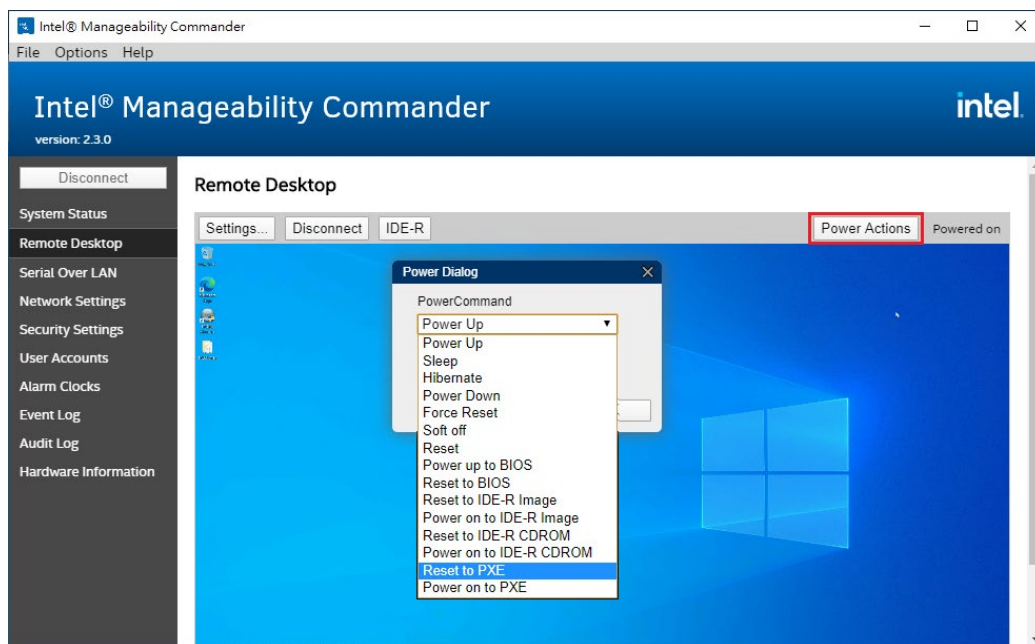 Intel® Manageability Commander
File Options Help
Intel® Manageability Commander
intel.
version: 2.3.0
Disconnect
System Status
Remote Desktop
Serial Over LAN
Network Settings
Security Settings
User Accounts
Alarm Clocks
Event Log
Audit Log
Hardware Information
Remote Desktop
Settings... Disconnect IDE-R Power Actions Powered on
Power Dialog
PowerCommand
Power Up
Power Up
Sleep
Hibernate
Power Down
Force Reset
Soft off
Reset
Power up to BIOS
Reset to BIOS
Reset to IDE-R Image
Power on to IDE-R Image
Reset to IDE-R CDROM
Power on to IDE-R CDROM
Reset to PXE
Power on to PXE